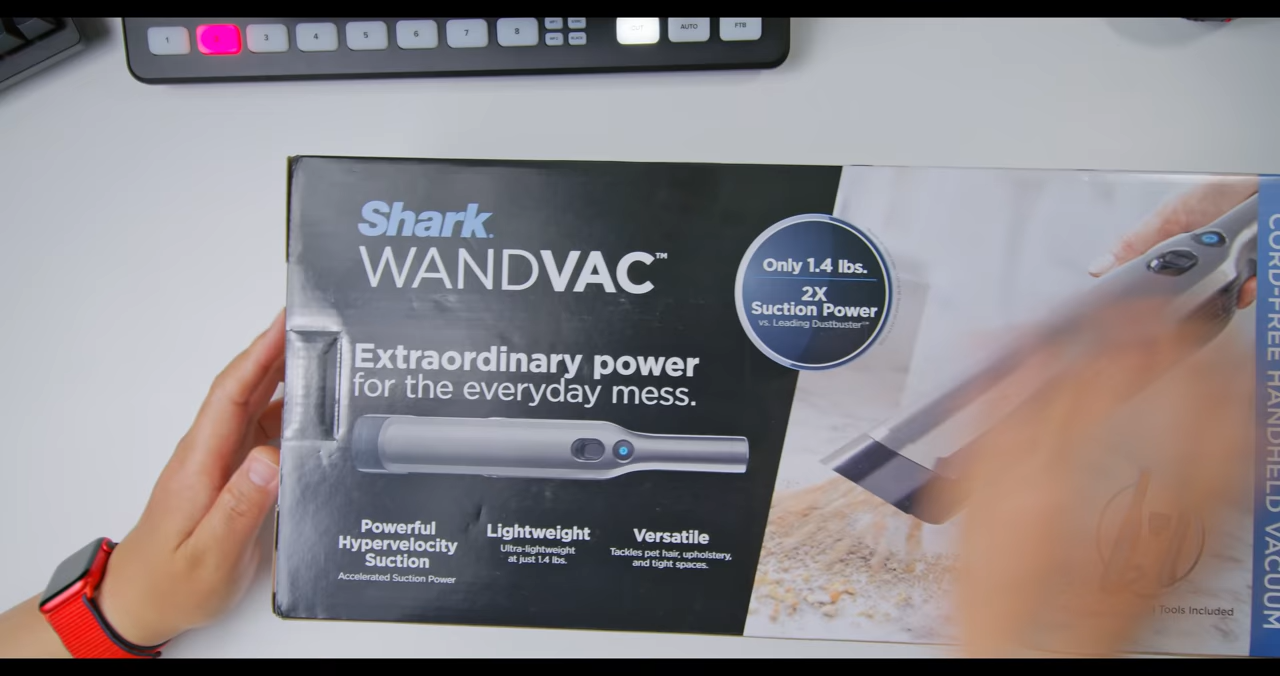 1 3 4 5 6 7 8 AUTO FTB
Shark
WANDVAC™
Only 1.4 lbs.
2X
Suction Power
vs. Leading Dustbuster
Extraordinary power
for the everyday mess.
Powerful
Hypervelocity
Suction
Accelerated Suction Power
Lightweight
Ultra-lightweight
at just 1.4 lbs.
Versatile
Tackles pet hair, upholstery,
and tight spaces.
Tools Included
CORD-FREE HANDHELD VACUUM